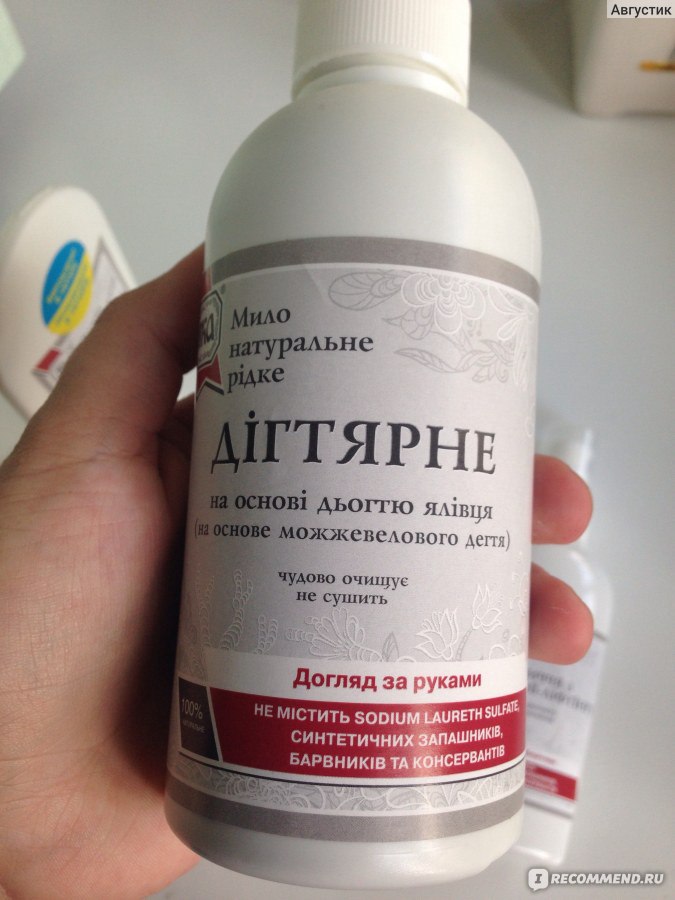 Августик
Мило
натуральне
рідке
ДІГТЯРНЕ
на основі дьогтю ялівця
(на основе можжевелового дегтя)
чудово очищує
не сушить
Догляд за руками
100%
НЕ МІСТИТЬ SODIUM LAURETH SULFATE,
СИНТЕТИЧНИХ ЗАПАШНИКІВ,
БАРВНИКІВ ТА КОНСЕРВАНТІВ
IRECOMMEND.RU